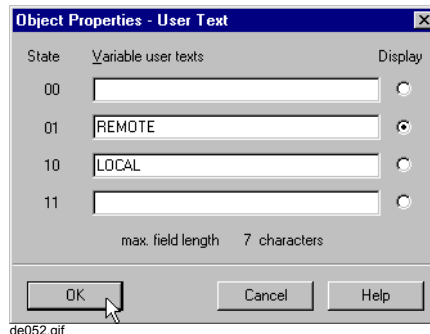 Object Properties - User Text
State Variable user texts Display
00
01 REMOTE
10 LOCAL
11
max. field length 7 characters
OK Cancel Help
de052.gif